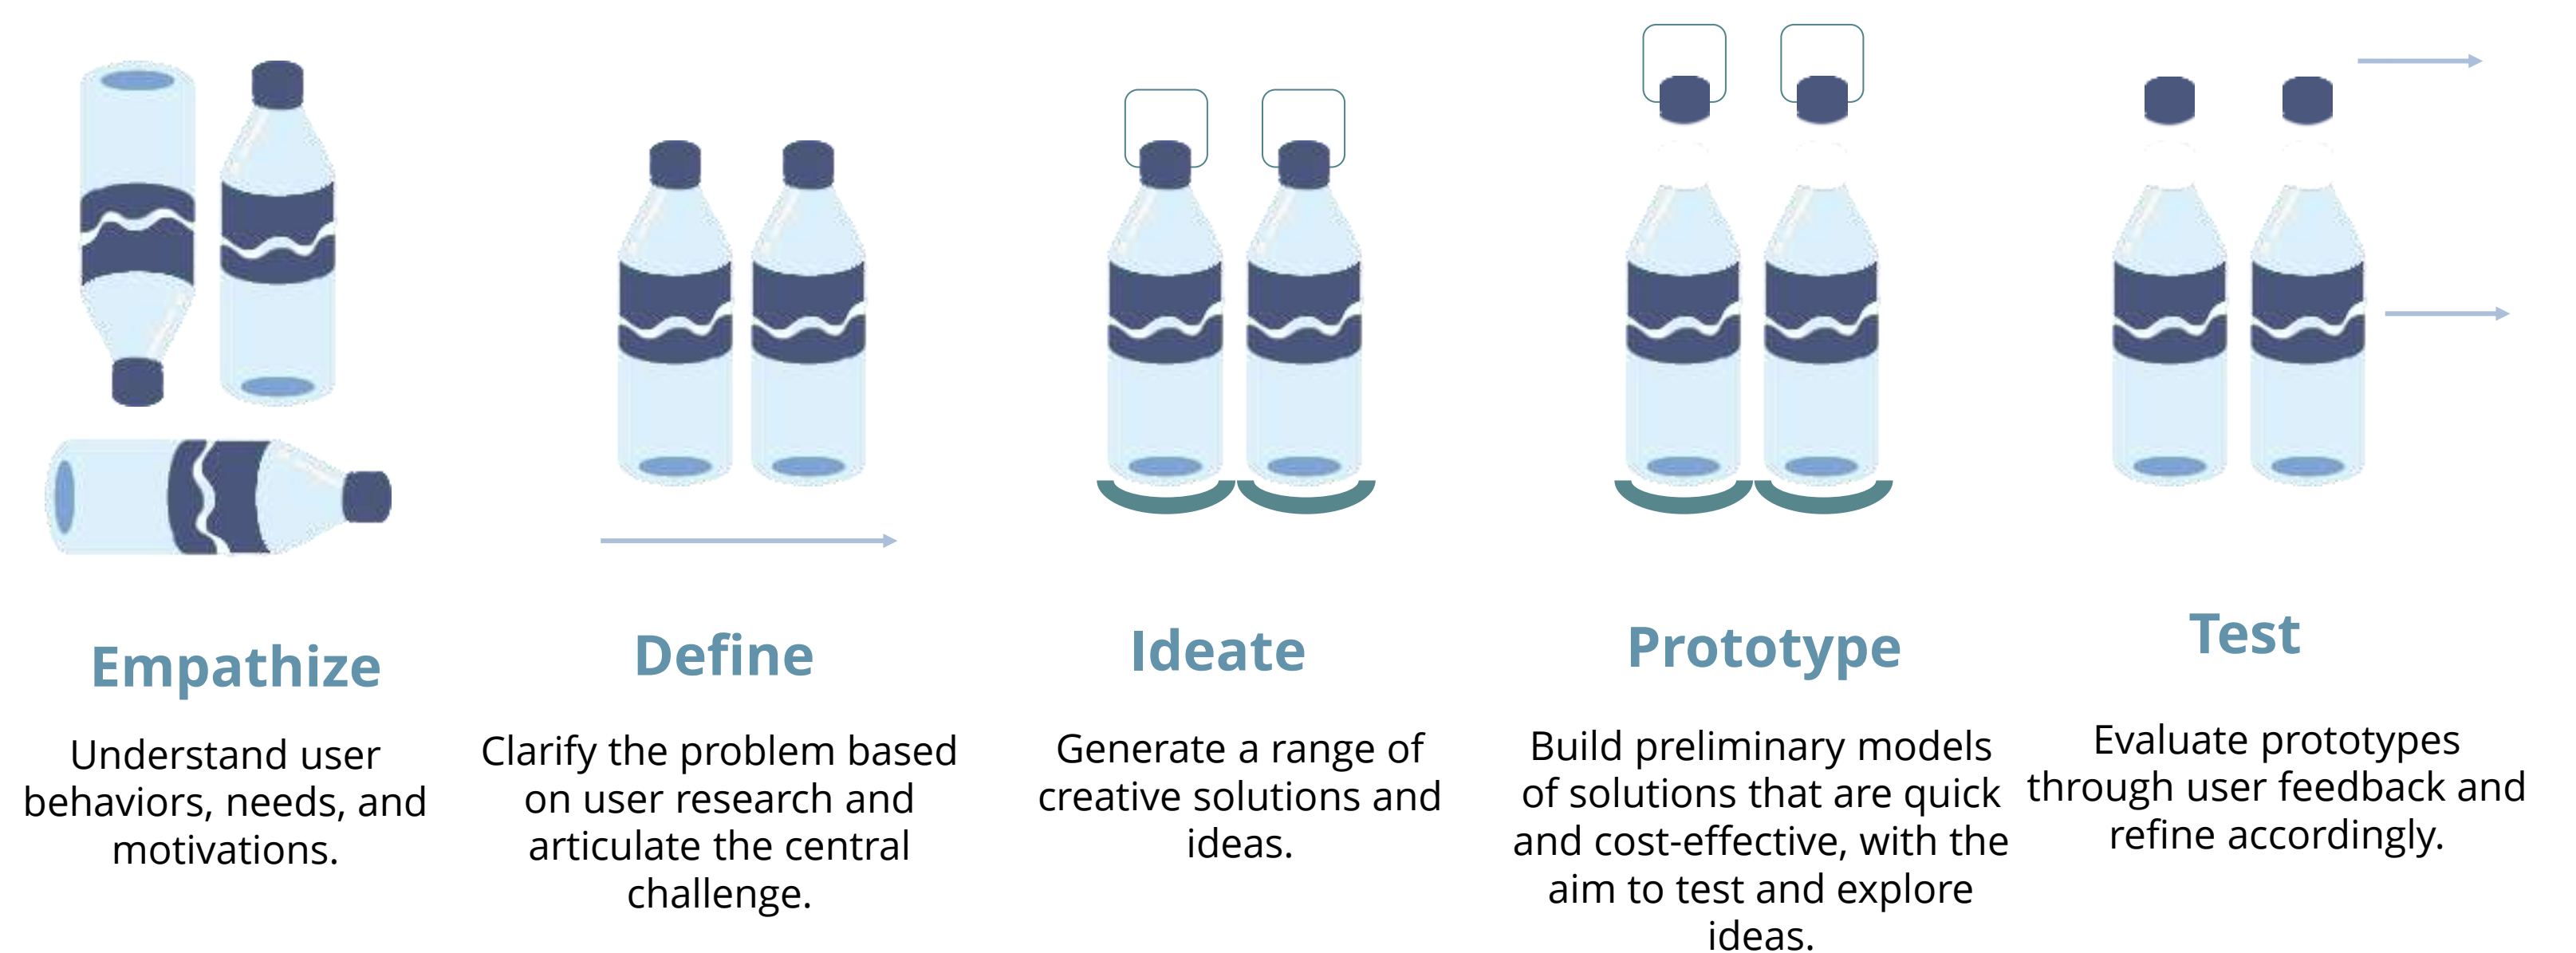 Empathize
Understand user
behaviors, needs, and
motivations.
Define
Clarify the problem based
on user research and
articulate the central
challenge.
Ideate
Generate a range of
creative solutions and
ideas.
Prototype
Build preliminary models
of solutions that are quick
and cost-effective, with the
aim to test and explore
ideas.
Test
Evaluate prototypes
through user feedback and
refine accordingly.